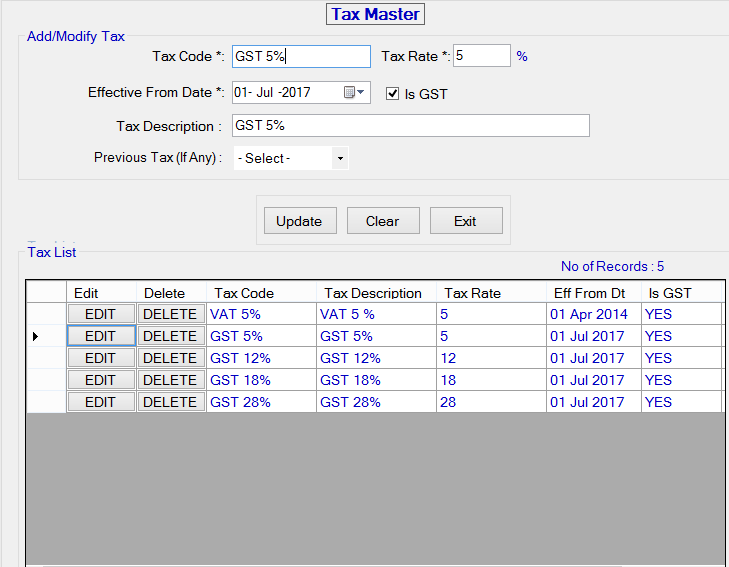 Tax Master
Add/Modify Tax
Tax Code *: GST 5% Tax Rate *: 5 %
Effective From Date *: 01- Jul -2017 Is GST
Tax Description : GST 5%
Previous Tax (If Any) : - Select -
Update Clear Exit
Tax List
No of Records : 5
Edit Delete Tax Code Tax Description Tax Rate Eff From Dt Is GST
EDIT DELETE VAT 5% VAT 5 % 5 01 Apr 2014 YES
EDIT DELETE GST 5% GST 5% 5 01 Jul 2017 YES
EDIT DELETE GST 12% GST 12% 12 01 Jul 2017 YES
EDIT DELETE GST 18% GST 18% 18 01 Jul 2017 YES
EDIT DELETE GST 28% GST 28% 28 01 Jul 2017 YES